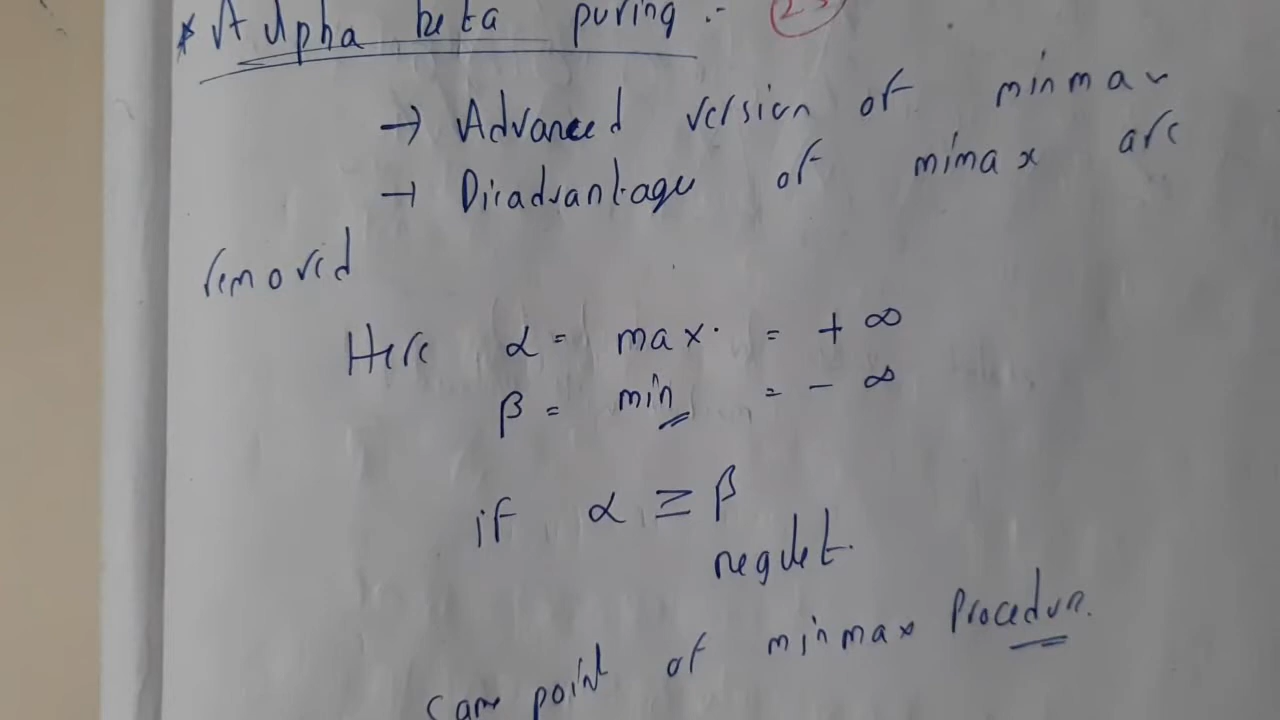 * Alpha beta puring :-
→ Advanced version of minmax
→ Disadvantage of mimax are
removed
Here α = max. = + ∞
β = min = - ∞
if α ≥ β
neglet.
same point of minmax Procedure.